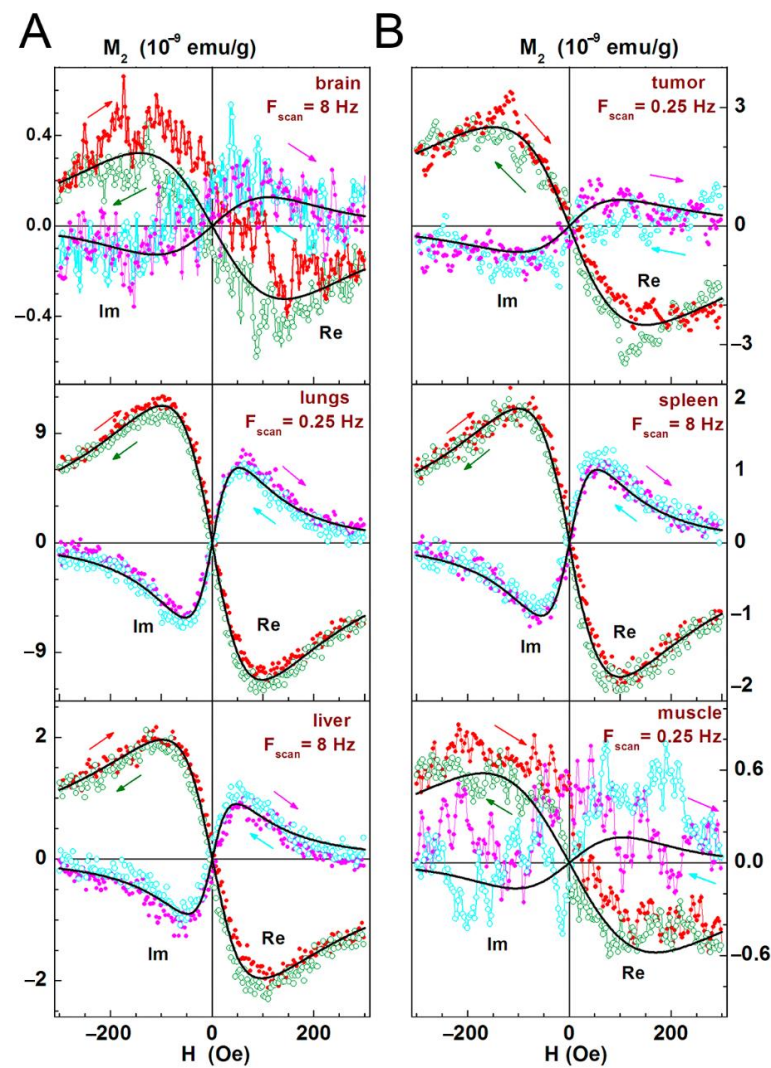 A
M2 (10–9 emu/g)
brain
Fscan= 8 Hz
0.4
0.0
–0.4
Im
Re
lungs
Fscan= 0.25 Hz
9
0
–9
Im
Re
liver
Fscan= 8 Hz
2
0
–2
Im
Re
–200
0
200
H (Oe)
B
M2 (10–9 emu/g)
tumor
Fscan= 0.25 Hz
3
0
–3
Im
Re
spleen
Fscan= 8 Hz
2
1
0
–1
–2
Im
Re
muscle
Fscan= 0.25 Hz
0.6
0.0
–0.6
Im
Re
–200
0
200
H (Oe)